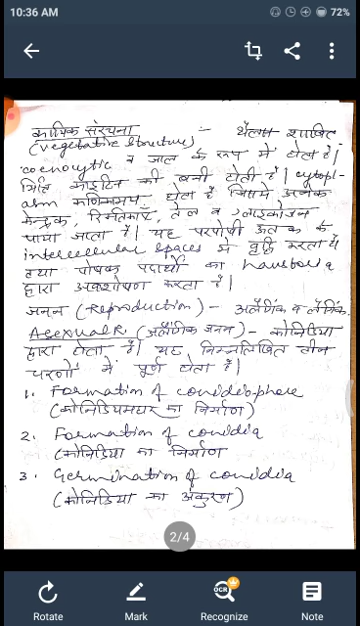 10:36 AM
72%
कायिक संरचना :- थैलस शाखित
(Vegetative Structure)
coenocytic व जाल के रूप में होता है।
भित्ति काइटिन की बनी होती है। cytopl-
asm कणिकामय होता है जिसमे अनेक
केन्द्रक, रिक्तिकाएँ, तेल व ग्लाइकोजन
पाया जाता है। यह परपोषी ऊतक के
intercellular spaces में वृद्धि करता है
तथा पोषक पदार्थों का haustoria
द्वारा अवशोषण करता है।
जनन (Reproduction) - अलैंगिक व लैंगिक.
Asexual R. (अलैंगिक जनन) - कोनिडिया
द्वारा होता है। यह निम्नलिखित तीन
चरणों में पूर्ण होता है।
1. Formation of conidiophore
(कोनिडियमधर का निर्माण)
2. Formation of conidia
(कोनिडिया का निर्माण
3. Germination of conidia
(कोनिडिया का अंकुरन)
2/4
OCR
Rotate Mark Recognize Note